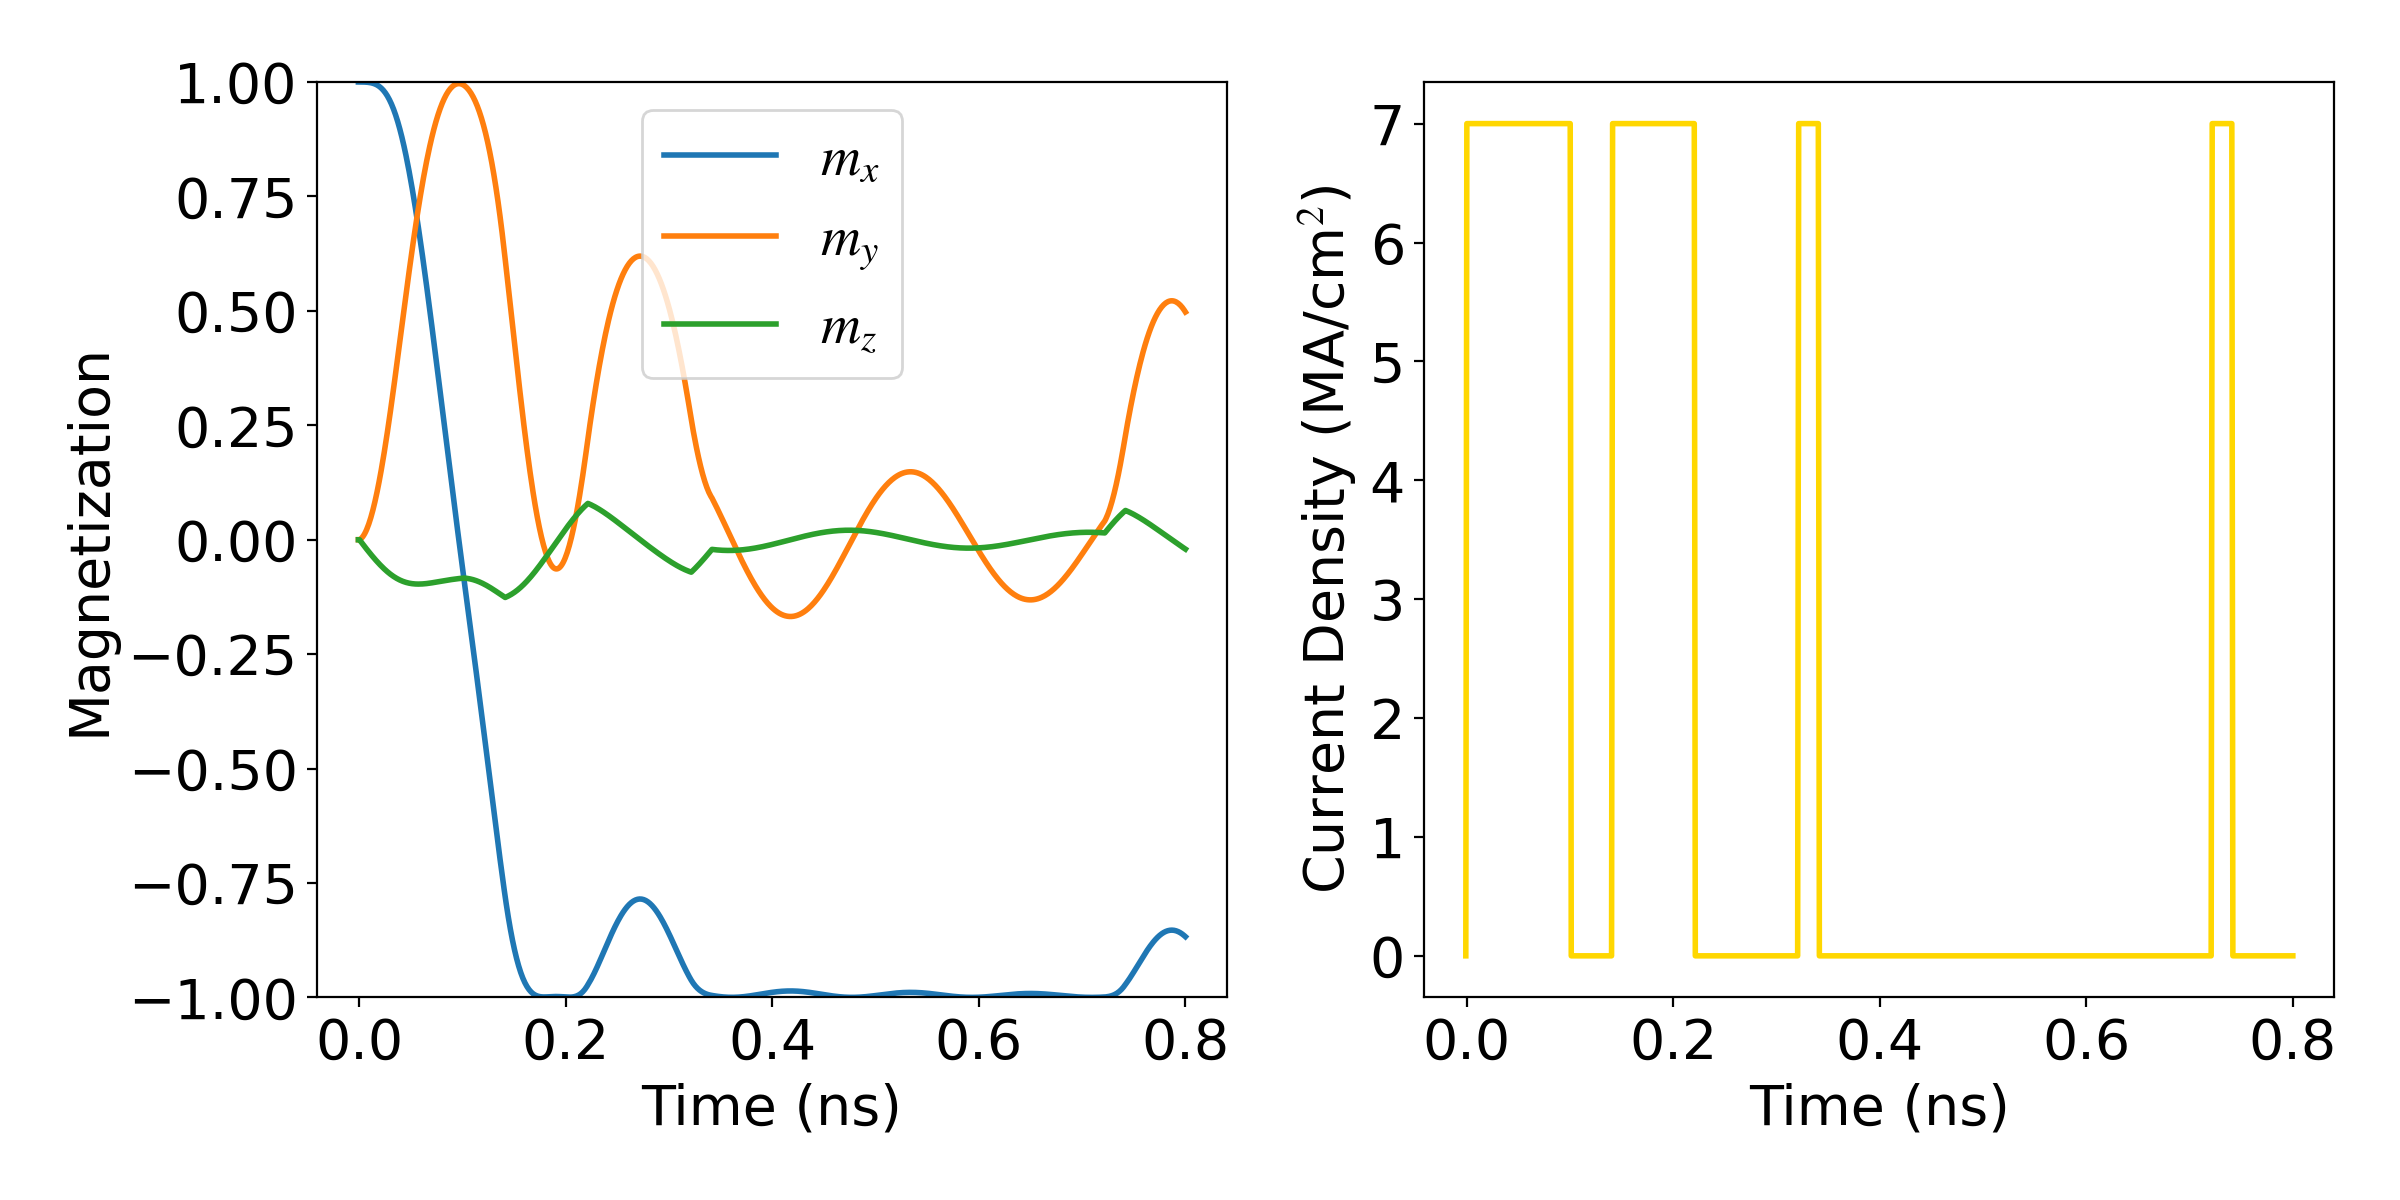 1.00
0.75
0.50
0.25
0.00
−0.25
−0.50
−0.75
−1.00
Magnetization
0.0 0.2 0.4 0.6 0.8
Time (ns)
m_x
m_y
m_z
7
6
5
4
3
2
1
0
Current Density (MA/cm²)
0.0 0.2 0.4 0.6 0.8
Time (ns)